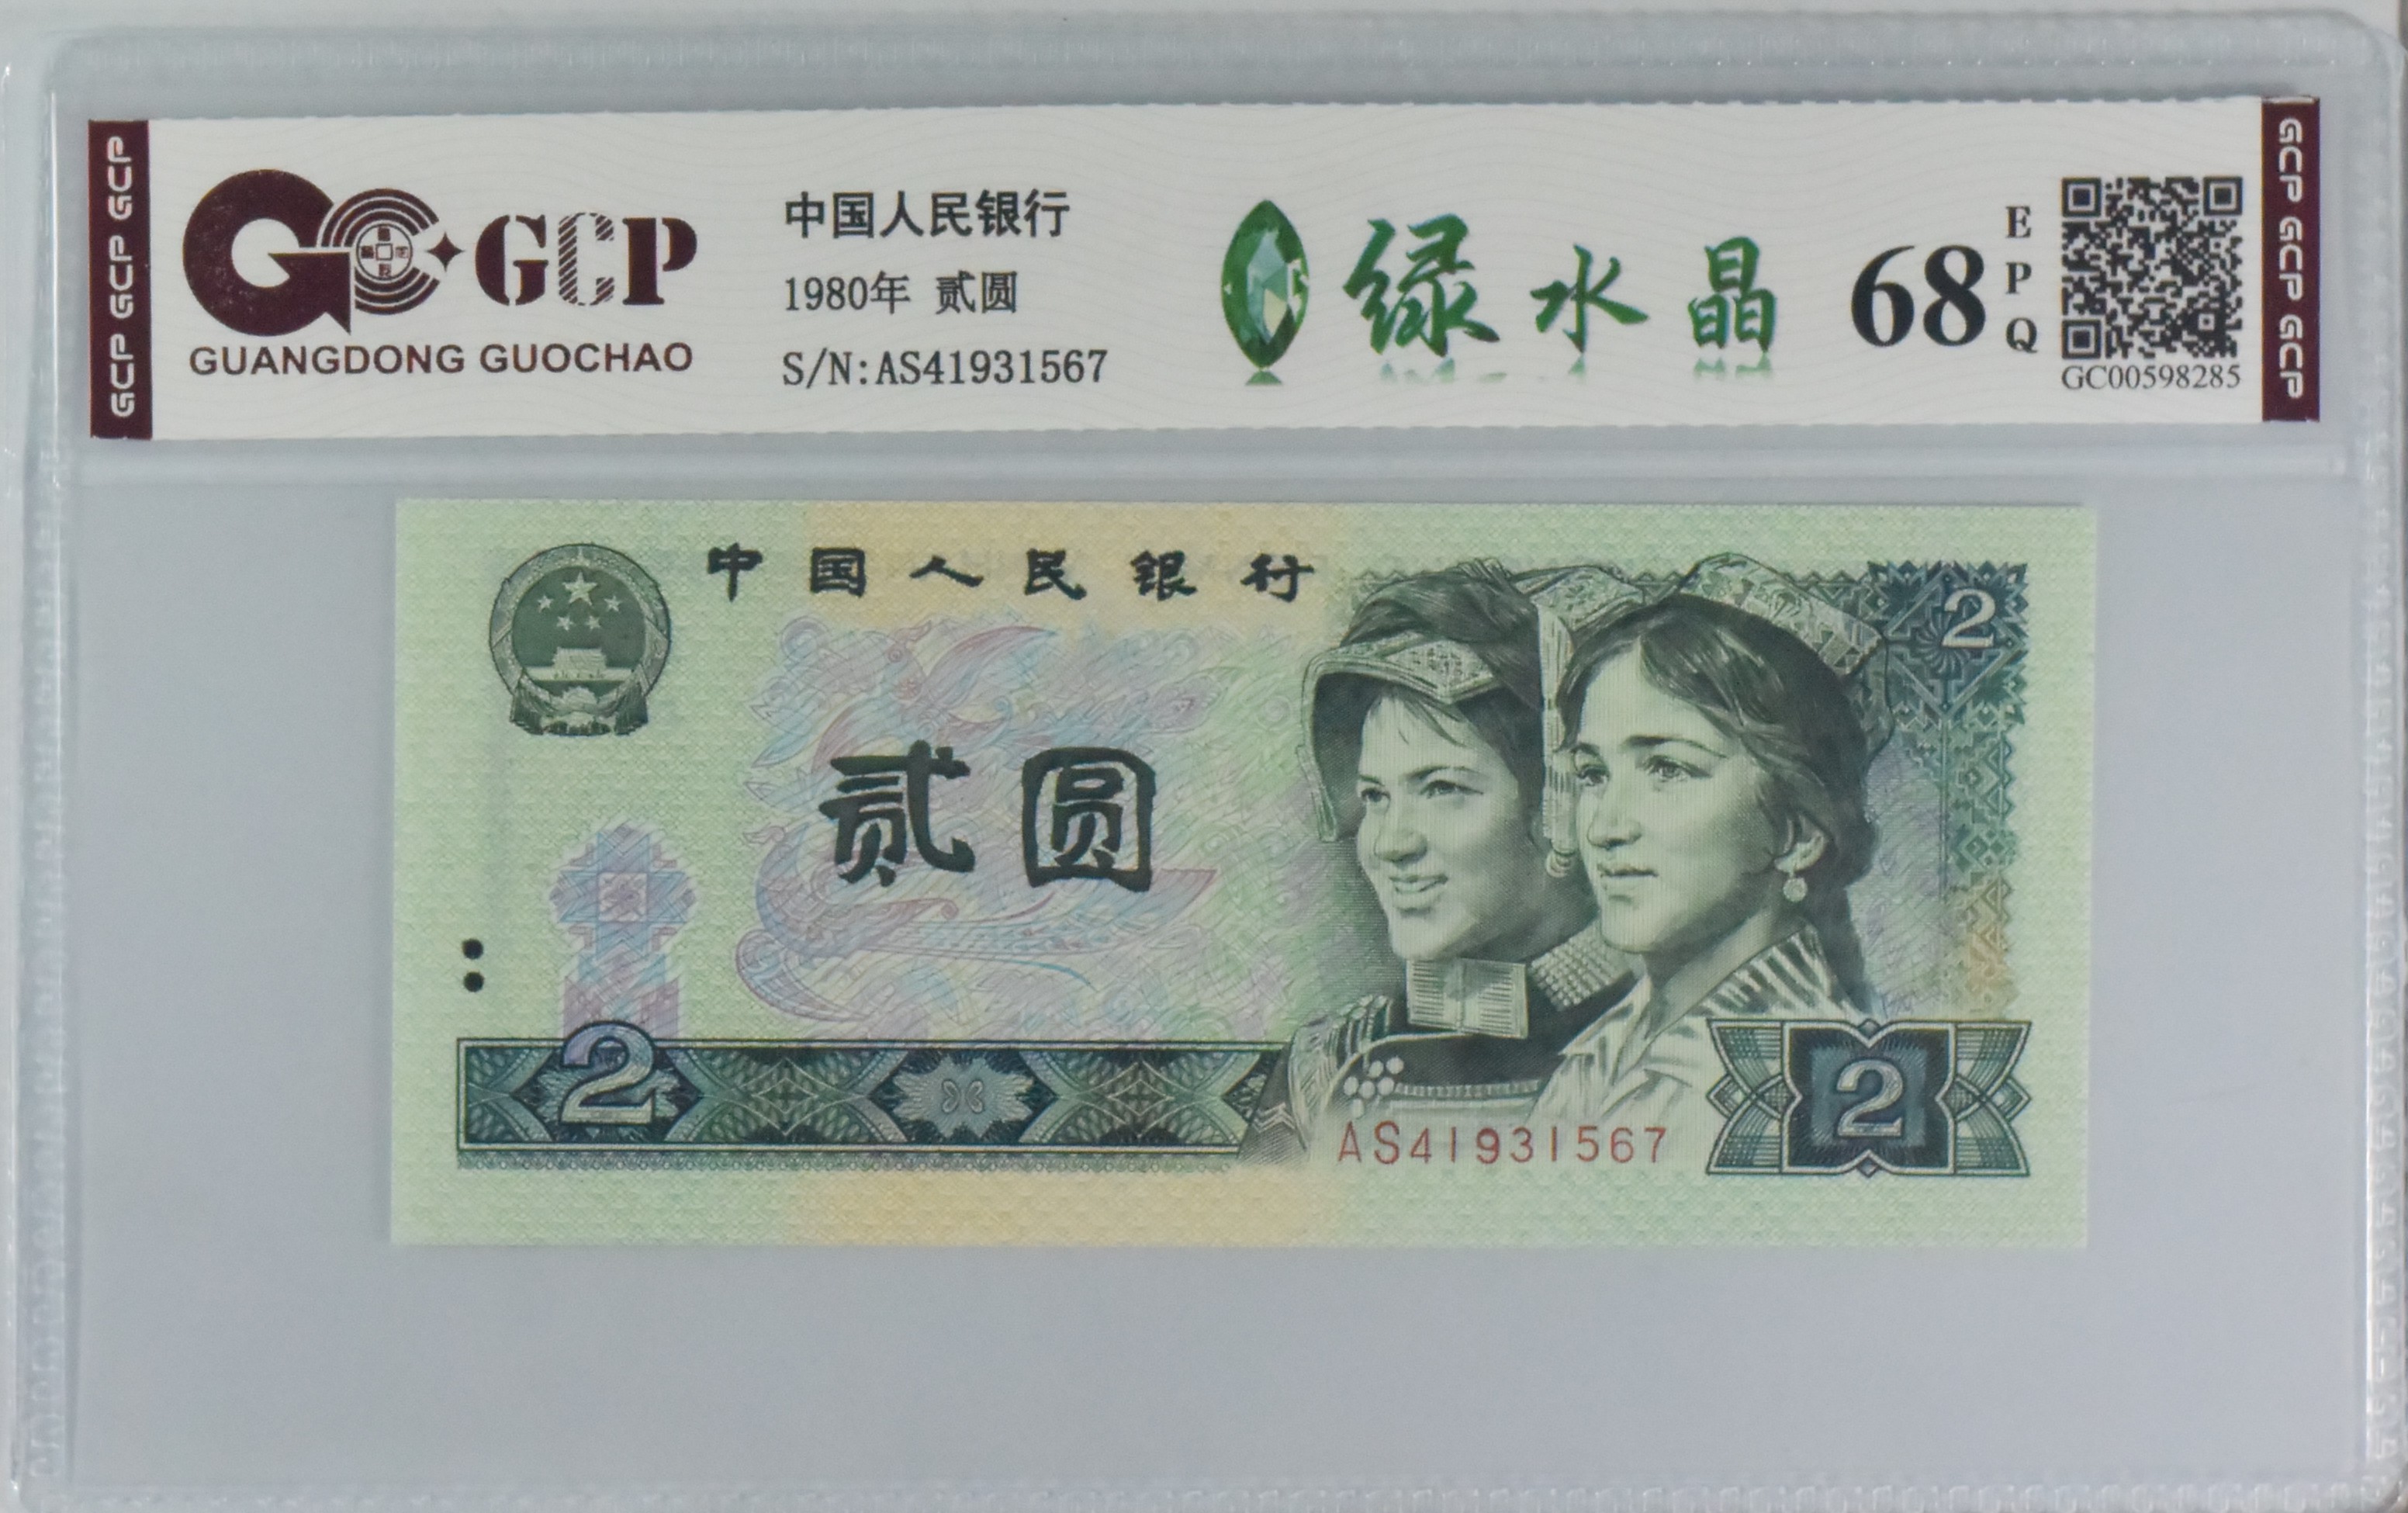 GCP GCP GCP
GCP
GUANGDONG GUOCHAO
中国人民银行
1980年 贰圆
S/N:AS41931567
绿水晶
68
EPQ
GC00598285
GCP GCP GCP
中国人民银行
2
贰圆
2
2
AS41931567